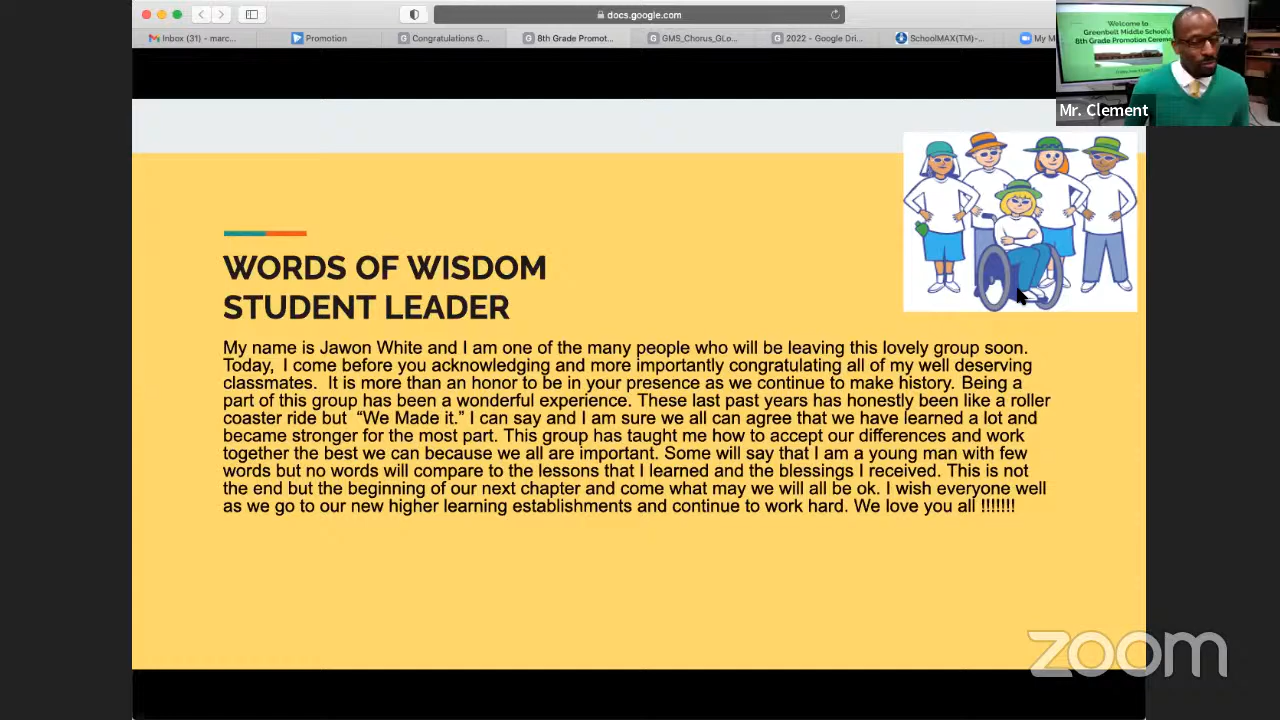 docs.google.com
Inbox (31) - marc...
Promotion
Congratulations G...
8th Grade Promot...
GMS_Chorus_GLo...
2022 - Google Dri...
SchoolMAX(TM)-...
My M
Welcome to
Greenbelt Middle School's
8th Grade Promotion Ceremo
Mr. Clement
WORDS OF WISDOM
STUDENT LEADER
My name is Jawon White and I am one of the many people who will be leaving this lovely group soon.
Today,  I come before you acknowledging and more importantly congratulating all of my well deserving
classmates.  It is more than an honor to be in your presence as we continue to make history. Being a
part of this group has been a wonderful experience. These last past years has honestly been like a roller
coaster ride but  “We Made it.” I can say and I am sure we all can agree that we have learned a lot and
became stronger for the most part. This group has taught me how to accept our differences and work
together the best we can because we all are important. Some will say that I am a young man with few
words but no words will compare to the lessons that I learned and the blessings I received. This is not
the end but the beginning of our next chapter and come what may we will all be ok. I wish everyone well
as we go to our new higher learning establishments and continue to work hard. We love you all !!!!!!!
zoom